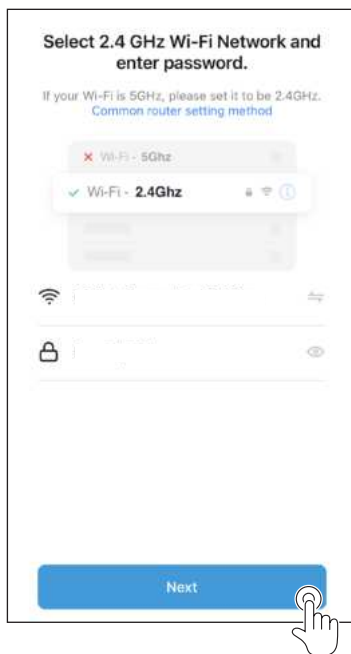 Select 2.4 GHz Wi-Fi Network and
enter password.
If your Wi-Fi is 5GHz, please set it to be 2.4GHz.
Common router setting method
Wi-Fi - 5Ghz
Wi-Fi - 2.4Ghz
Next